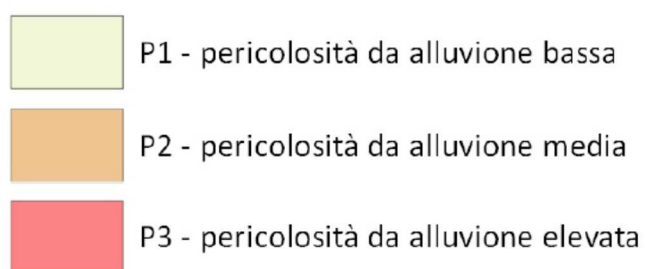 P1 - pericolosità da alluvione bassa
P2 - pericolosità da alluvione media
P3 - pericolosità da alluvione elevata